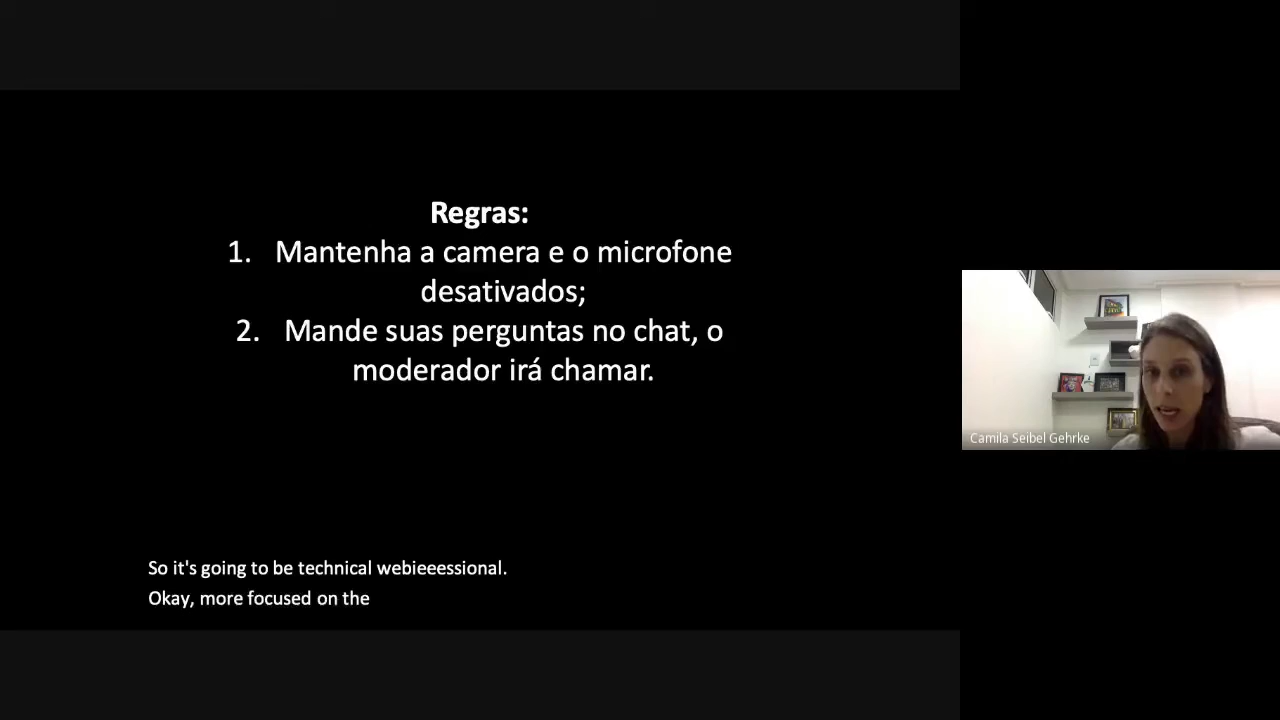 Regras:
1. Mantenha a camera e o microfone
desativados;
2. Mande suas perguntas no chat, o
moderador irá chamar.
Camila Seibel Gehrke
So it's going to be technical webieeessional.
Okay, more focused on the